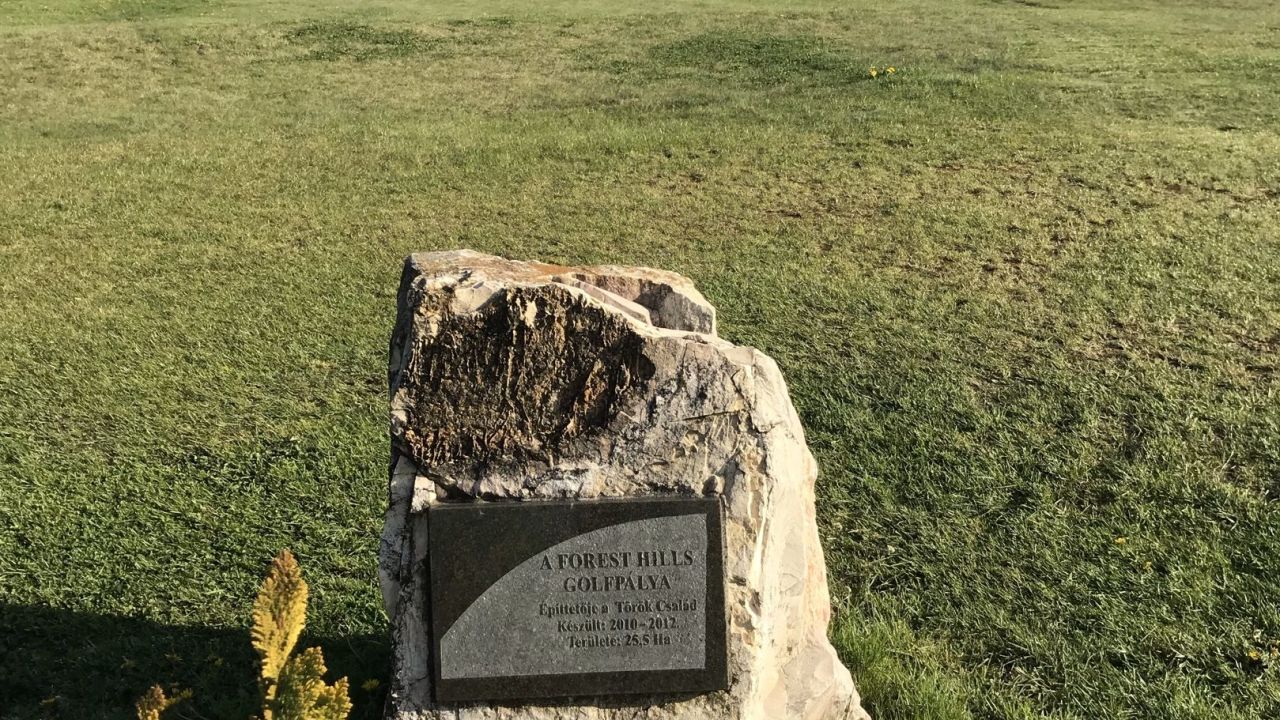 A FOREST HILLS
GOLFPÁLYA
Építtetője a Török Család
Készült: 2010-2012.
Területe: 25,5 Ha